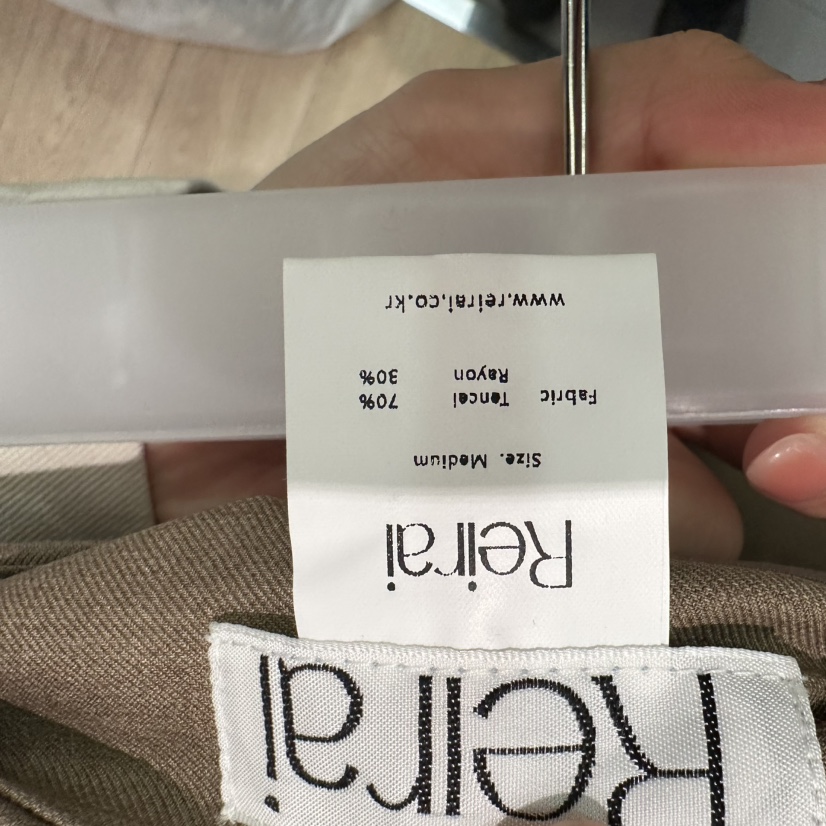 Reirai
Reirai
Size. Medium
Fabric Tencel 70%
Rayon 30%
www.reirai.co.kr